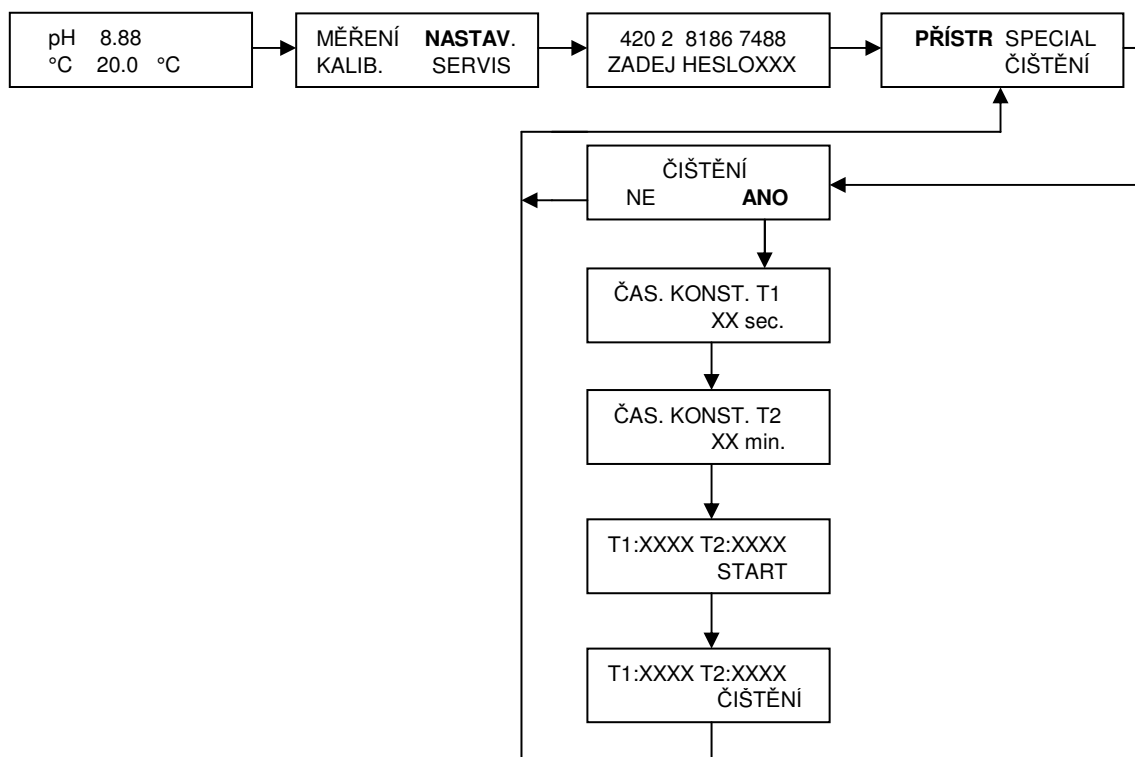 pH 8.88
°C 20.0 °C
MĚŘENÍ NASTAV.
KALIB. SERVIS
420 2 8186 7488
ZADEJ HESLOXXX
PŘÍSTR SPECIAL
ČIŠTĚNÍ
ČIŠTĚNÍ
NE ANO
ČAS. KONST. T1
XX sec.
ČAS. KONST. T2
XX min.
T1:XXXX T2:XXXX
START
T1:XXXX T2:XXXX
ČIŠTĚNÍ